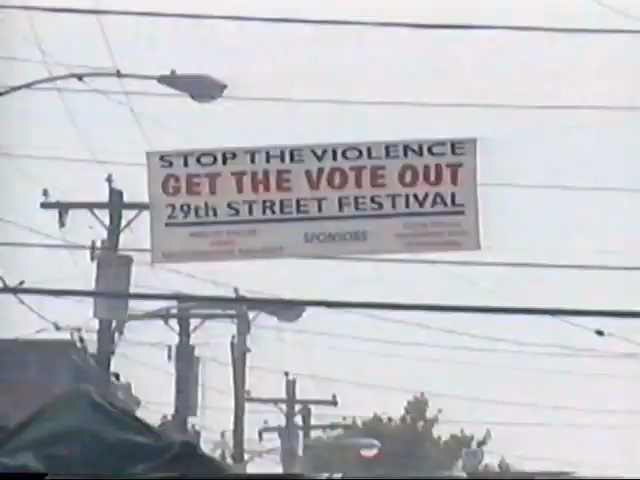 STOP THE VIOLENCE
GET THE VOTE OUT
29th STREET FESTIVAL
SPONSORS